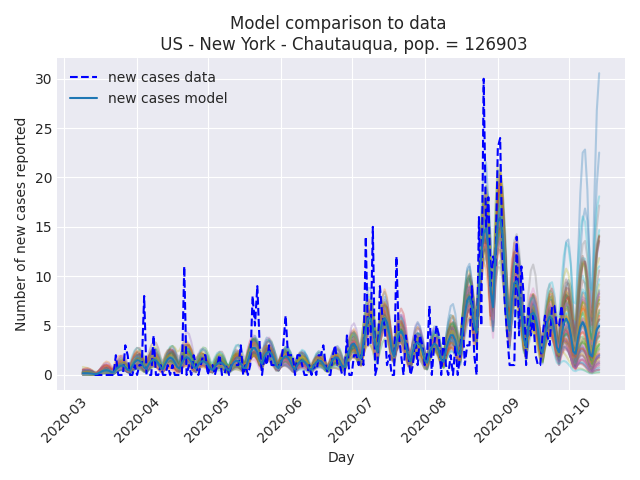 Model comparison to data
US - New York - Chautauqua, pop. = 126903
new cases data
new cases model
Number of new cases reported
30
25
20
15
10
5
0
2020-03
2020-04
2020-05
2020-06
2020-07
2020-08
2020-09
2020-10
Day